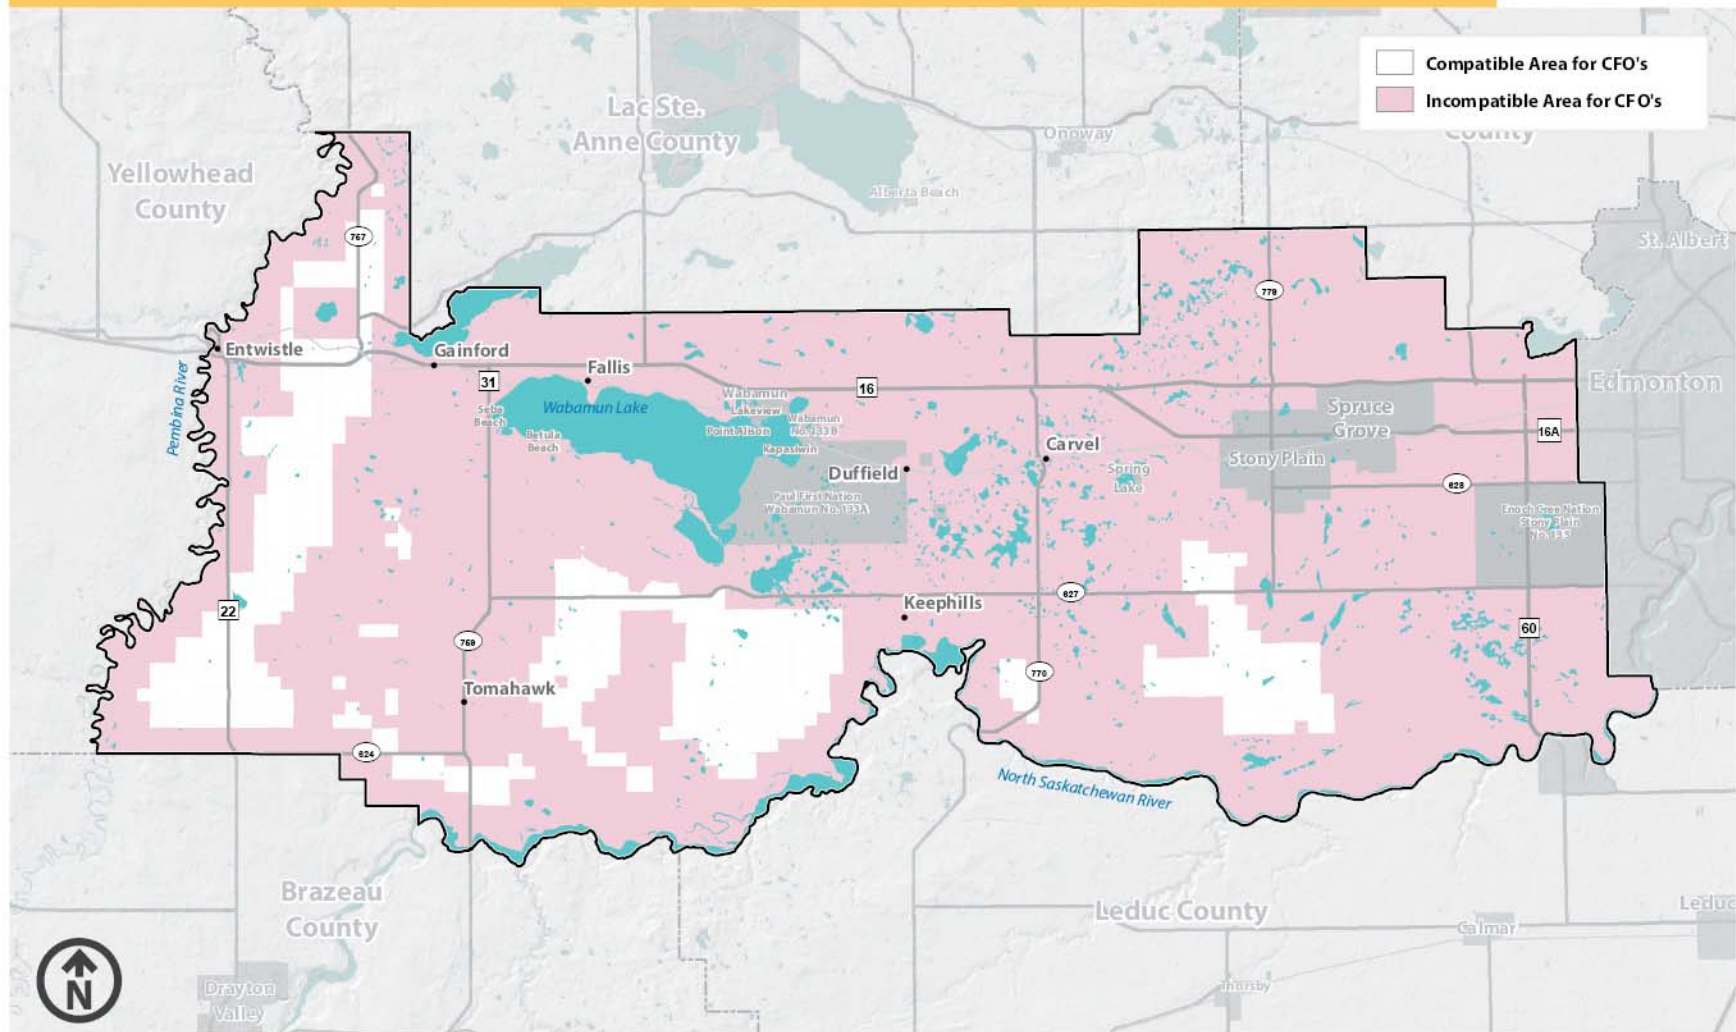 Compatible Area for CFO's
Incompatible Area for CFO's
County
Lac Ste.
Anne County
Onoway
Yellowhead
County
Alberta Beach
St. Albert
767
779
Entwistle
Gainford
Fallis
31
16
Edmonton
Pembina River
Seba
Beach
Wabamun Lake
Betula
Beach
Wabamun
Lakeview
Point Alison
Wabamun
No. 133B
Kapasiwin
Spruce
Grove
16A
Carvel
Stony Plain
Duffield
Spring
Lake
628
Paul First Nation
Wabamun No. 133A
Enoch Cree Nation
Stony Plain
No. 135
22
627
Keephills
759
60
770
Tomahawk
624
North Saskatchewan River
Brazeau
County
Leduc County
Leduc
Calmar
N
Drayton
Valley
Thorsby